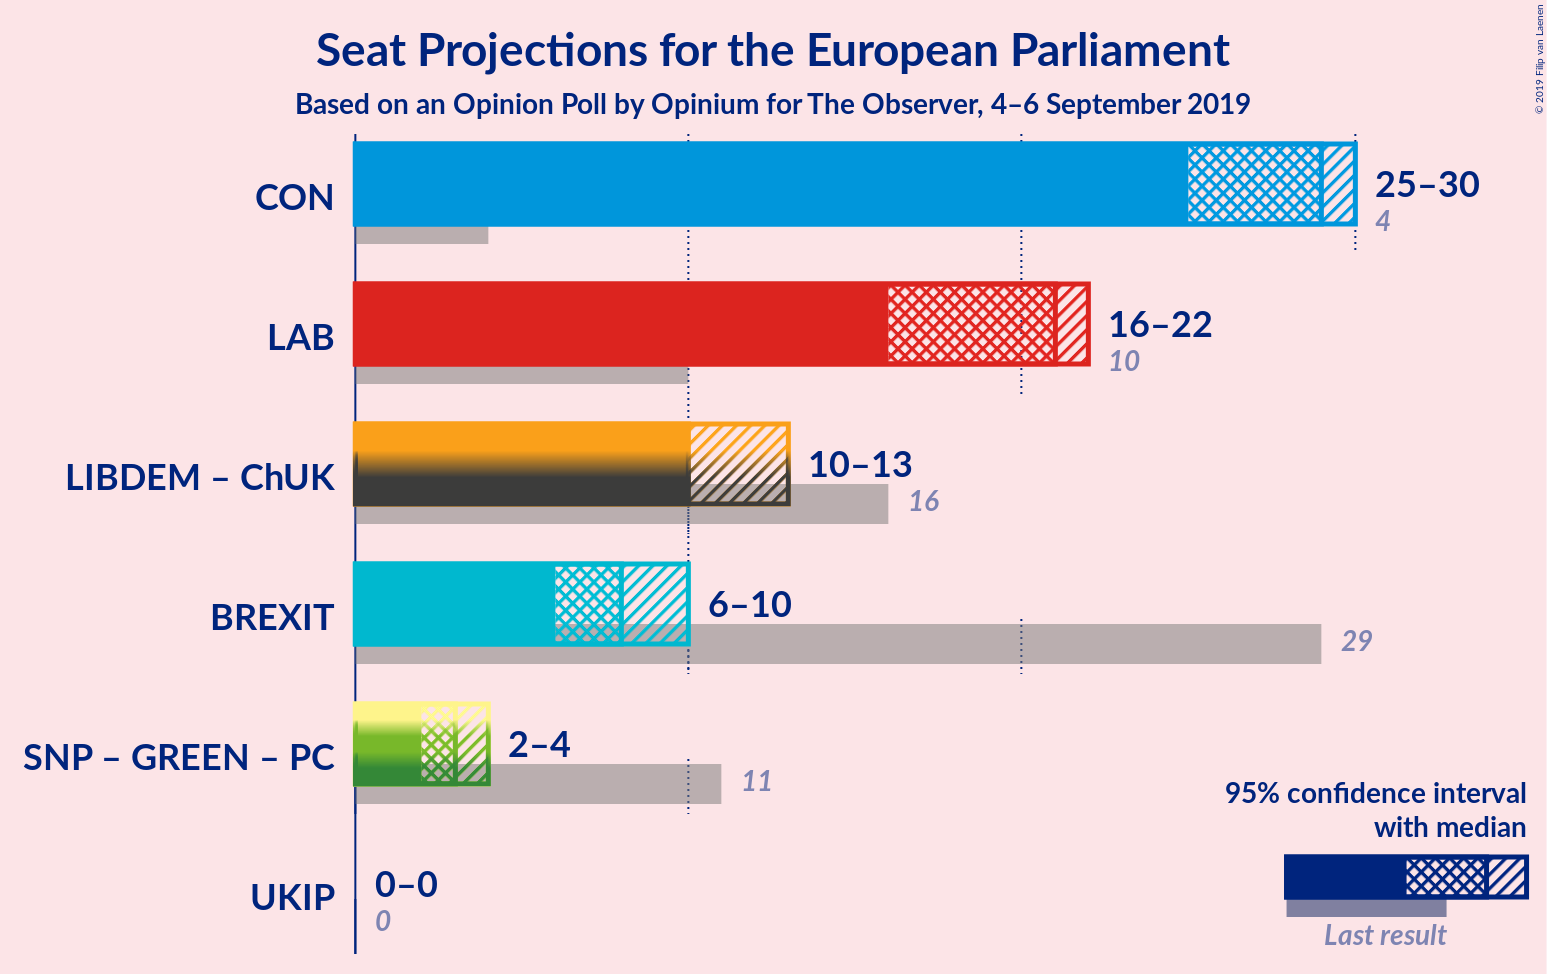 Seat Projections for the European Parliament
Based on an Opinion Poll by Opinium for The Observer, 4–6 September 2019
© 2019 Filip van Laenen
CON
25–30
4
LAB
16–22
10
LIBDEM – ChUK
10–13
16
BREXIT
6–10
29
SNP – GREEN – PC
2–4
11
UKIP
0–0
0
95% confidence interval
with median
Last result